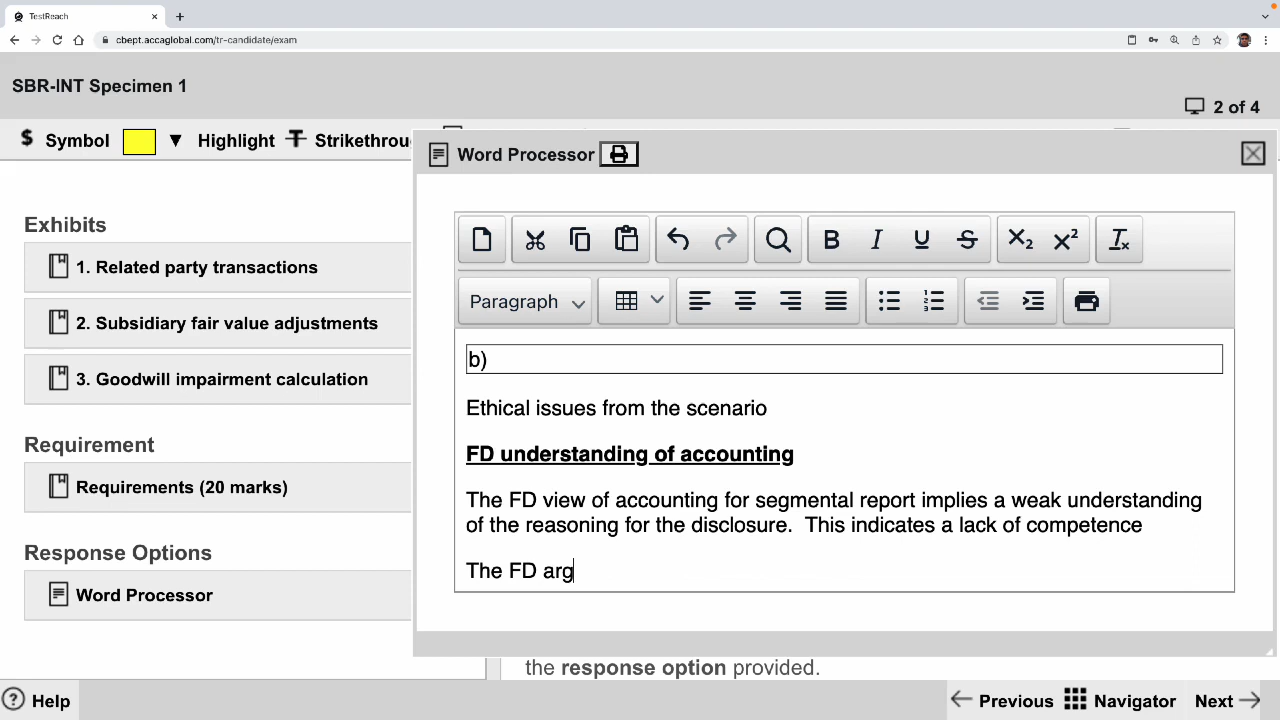 TestReach
cbept.accaglobal.com/tr-candidate/exam
SBR-INT Specimen 1
2 of 4
$ Symbol ▼ Highlight T Strikethrou
Word Processor
Exhibits
1. Related party transactions
2. Subsidiary fair value adjustments
3. Goodwill impairment calculation
Requirement
Requirements (20 marks)
Response Options
Word Processor
B I U S X₂ X² Tx
Paragraph
b)
Ethical issues from the scenario
FD understanding of accounting
The FD view of accounting for segmental report implies a weak understanding
of the reasoning for the disclosure.  This indicates a lack of competence
The FD arg
the response option provided.
Help
Previous Navigator Next